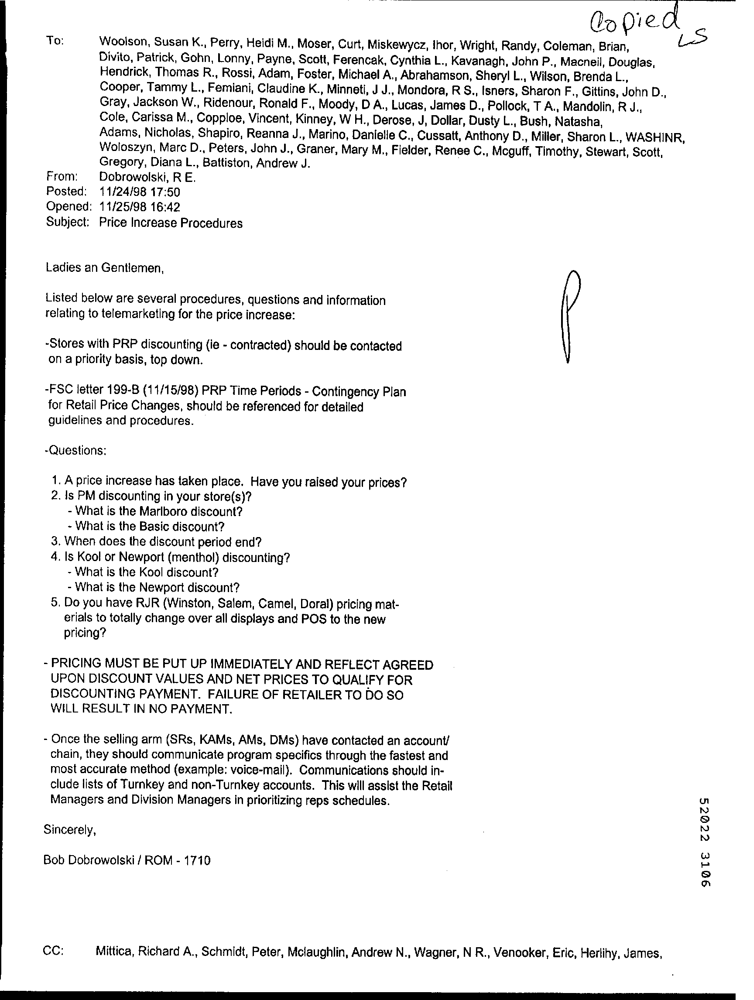 Copied
LS
To: Woolson, Susan K., Perry, Heidi M., Moser, Curt, Miskewycz, Ihor, Wright, Randy, Coleman, Brian,
Divito, Patrick, Gohn, Lonny, Payne, Scott, Ferencak, Cynthia L., Kavanagh, John P., Macneil, Douglas,
Hendrick, Thomas R., Rossi, Adam, Foster, Michael A., Abrahamson, Sheryl L., Wilson, Brenda L.,
Cooper, Tammy L., Femiani, Claudine K., Minneti, J J., Mondora, R S., Isners, Sharon F., Gittins, John D.,
Gray, Jackson W., Ridenour, Ronald F., Moody, D A., Lucas, James D., Pollock, T A., Mandolin, R J.,
Cole, Carissa M., Copploe, Vincent, Kinney, W H., Derose, J, Dollar, Dusty L., Bush, Natasha,
Adams, Nicholas, Shapiro, Reanna J., Marino, Danielle C., Cussatt, Anthony D., Miller, Sharon L., WASHINR,
Woloszyn, Marc D., Peters, John J., Graner, Mary M., Fielder, Renee C., Mcguff, Timothy, Stewart, Scott,
Gregory, Diana L., Battiston, Andrew J.
From: Dobrowolski, R E.
Posted: 11/24/98 17:50
Opened: 11/25/98 16:42
Subject: Price Increase Procedures
Ladies an Gentlemen,
Listed below are several procedures, questions and information
relating to telemarketing for the price increase:
-Stores with PRP discounting (ie - contracted) should be contacted
on a priority basis, top down.
-FSC letter 199-B (11/15/98) PRP Time Periods - Contingency Plan
for Retail Price Changes, should be referenced for detailed
guidelines and procedures.
-Questions:
1. A price increase has taken place. Have you raised your prices?
2. Is PM discounting in your store(s)?
- What is the Marlboro discount?
- What is the Basic discount?
3. When does the discount period end?
4. Is Kool or Newport (menthol) discounting?
- What is the Kool discount?
- What is the Newport discount?
5. Do you have RJR (Winston, Salem, Camel, Doral) pricing mat-
erials to totally change over all displays and POS to the new
pricing?
- PRICING MUST BE PUT UP IMMEDIATELY AND REFLECT AGREED
UPON DISCOUNT VALUES AND NET PRICES TO QUALIFY FOR
DISCOUNTING PAYMENT. FAILURE OF RETAILER TO DO SO
WILL RESULT IN NO PAYMENT.
- Once the selling arm (SRs, KAMs, AMs, DMs) have contacted an account/
chain, they should communicate program specifics through the fastest and
most accurate method (example: voice-mail). Communications should in-
clude lists of Turnkey and non-Turnkey accounts. This will assist the Retail
Managers and Division Managers in prioritizing reps schedules.
Sincerely,
Bob Dobrowolski / ROM - 1710
52022 3106
CC: Mittica, Richard A., Schmidt, Peter, Mclaughlin, Andrew N., Wagner, N R., Venooker, Eric, Herlihy, James,